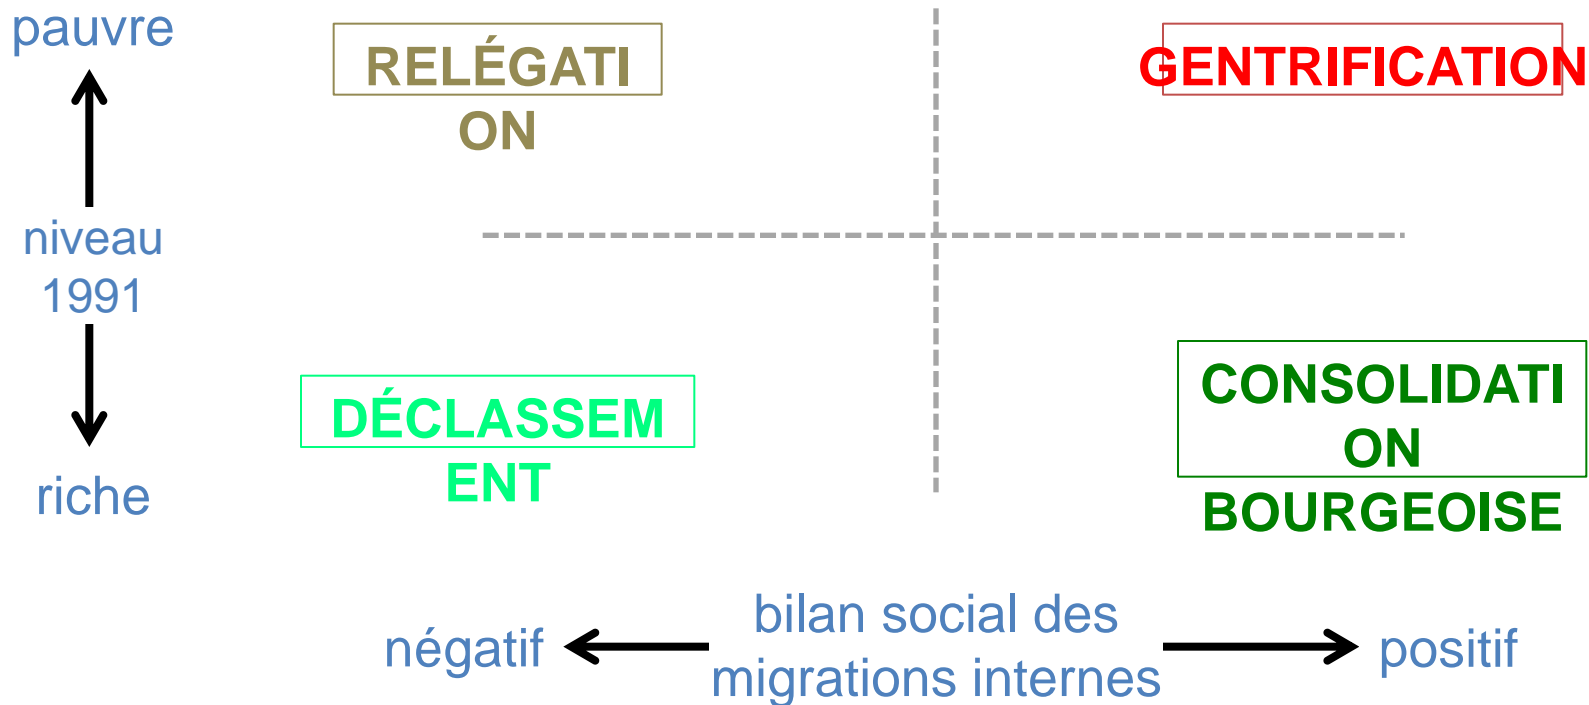 pauvre
RELÉGATI
ON
GENTRIFICATION
niveau
1991
DÉCLASSEM
ENT
CONSOLIDATI
ON
BOURGEOISE
riche
négatif
bilan social des
migrations internes
positif